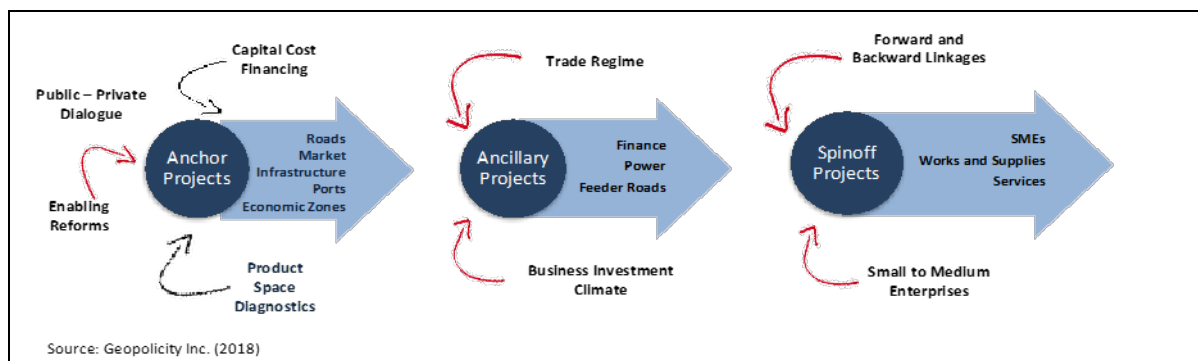 Capital Cost
Financing
Public – Private
Dialogue
Anchor
Projects
Roads
Market
Infrastructure
Ports
Economic Zones
Enabling
Reforms
Product
Space
Diagnostics
Trade Regime
Ancillary
Projects
Finance
Power
Feeder Roads
Business Investment
Climate
Forward and
Backward Linkages
Spinoff
Projects
SMEs
Works and Supplies
Services
Small to Medium
Enterprises
Source: Geopolicity Inc. (2018)